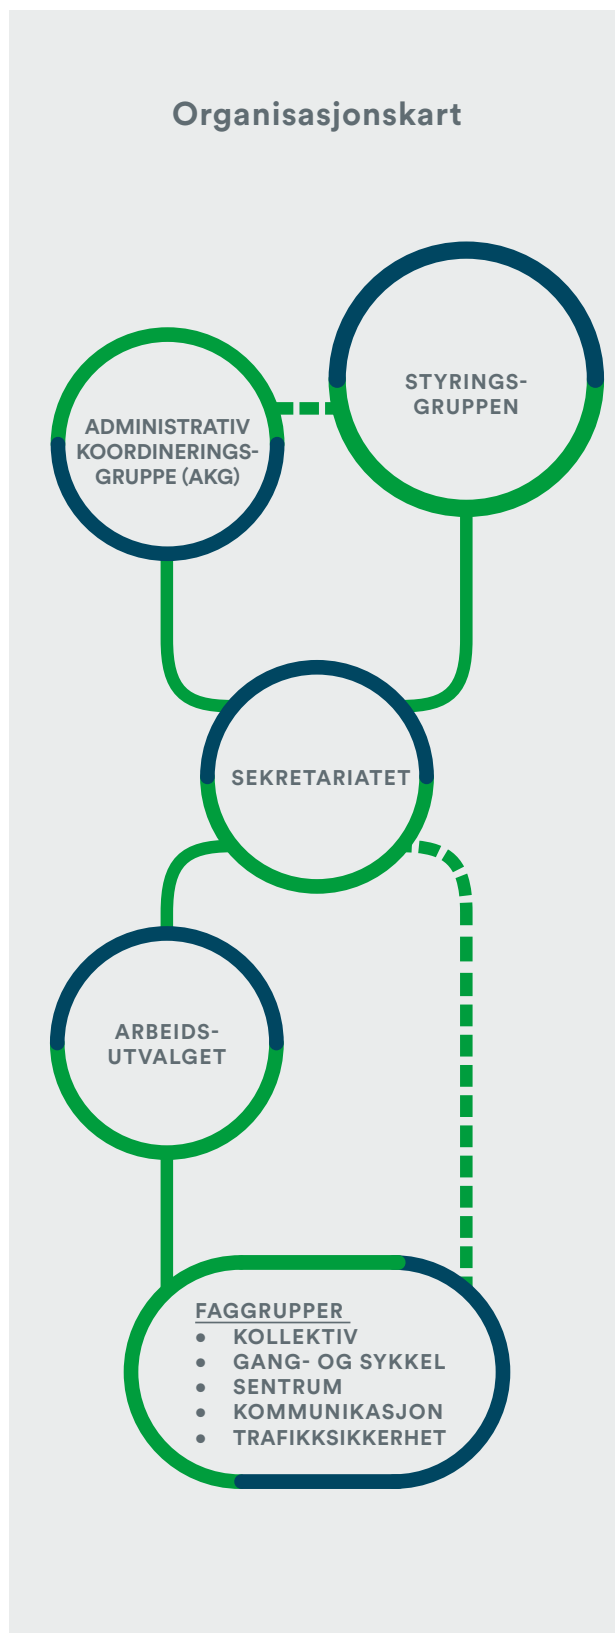 Organisasjonskart
STYRINGS-
GRUPPEN
ADMINISTRATIV
KOORDINERINGS-
GRUPPE (AKG)
SEKRETARIATET
ARBEIDS-
UTVALGET
FAGGRUPPER
• KOLLEKTIV
• GANG- OG SYKKEL
• SENTRUM
• KOMMUNIKASJON
• TRAFIKKSIKKERHET